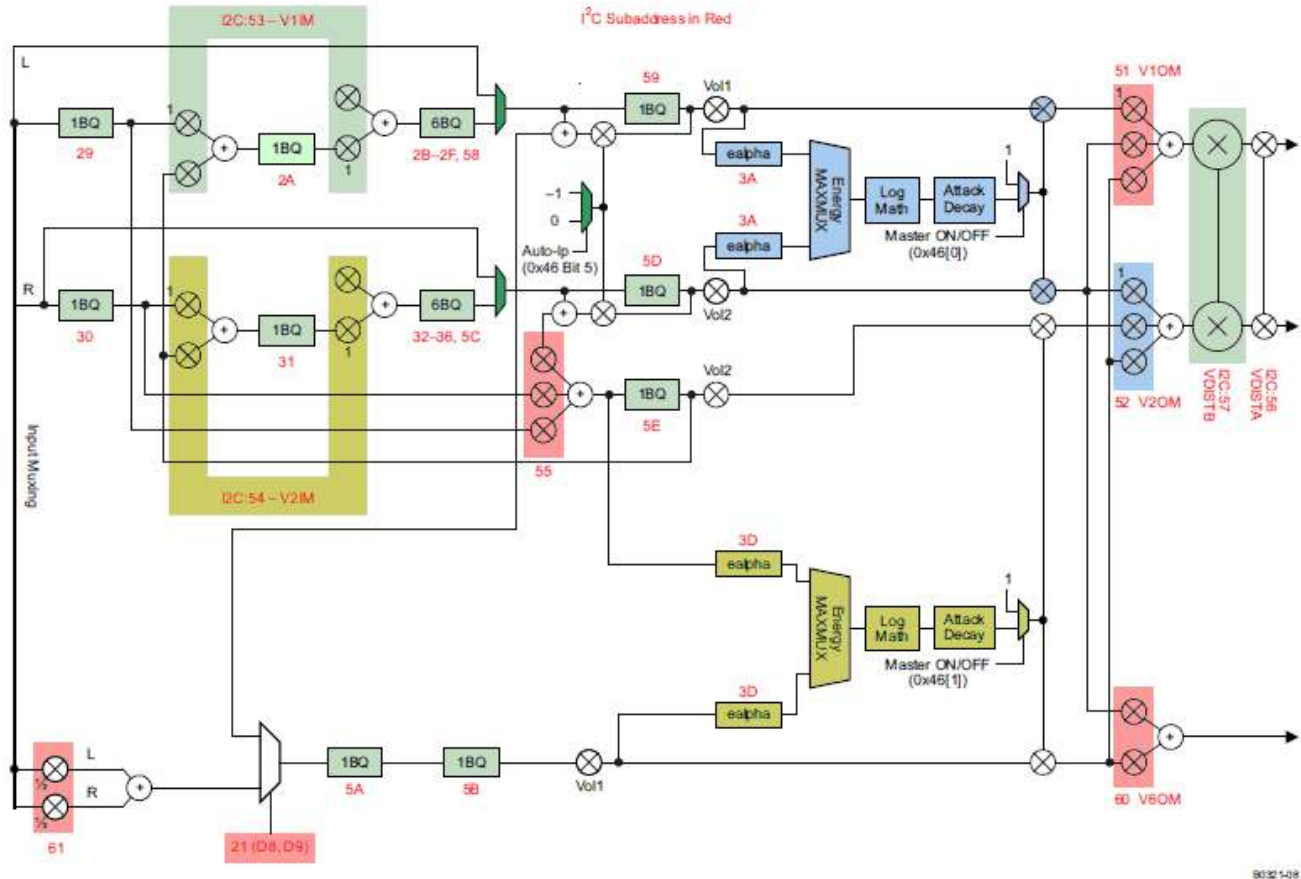 I2C:53 – V1IM
I²C Subaddress in Red
L
59
Vol1
51 V1OM
1
1BQ
1
1BQ
6BQ
1BQ
29
2A
1
2B–2F, 58
ealpha
3A
Energy
MAXMUX
Log
Math
Attack
Decay
1
–1
0
3A
ealpha
Master ON/OFF
(0x46[0])
Auto-lp
(0x46 Bit 5)
R
5D
1BQ
Vol2
1
1BQ
1
1BQ
6BQ
30
31
1
32–36, 5C
Vol2
1BQ
5E
52 V2OM
I2C:57
VDISTB
I2C:56
VDISTA
55
Input Muxing
I2C:54 – V2IM
3D
ealpha
Energy
MAXMUX
Log
Math
Attack
Decay
1
Master ON/OFF
(0x46[1])
3D
ealpha
L
R
½
½
61
1BQ
5A
1BQ
5B
Vol1
60 V6OM
21 (D8, D9)
B0321-08